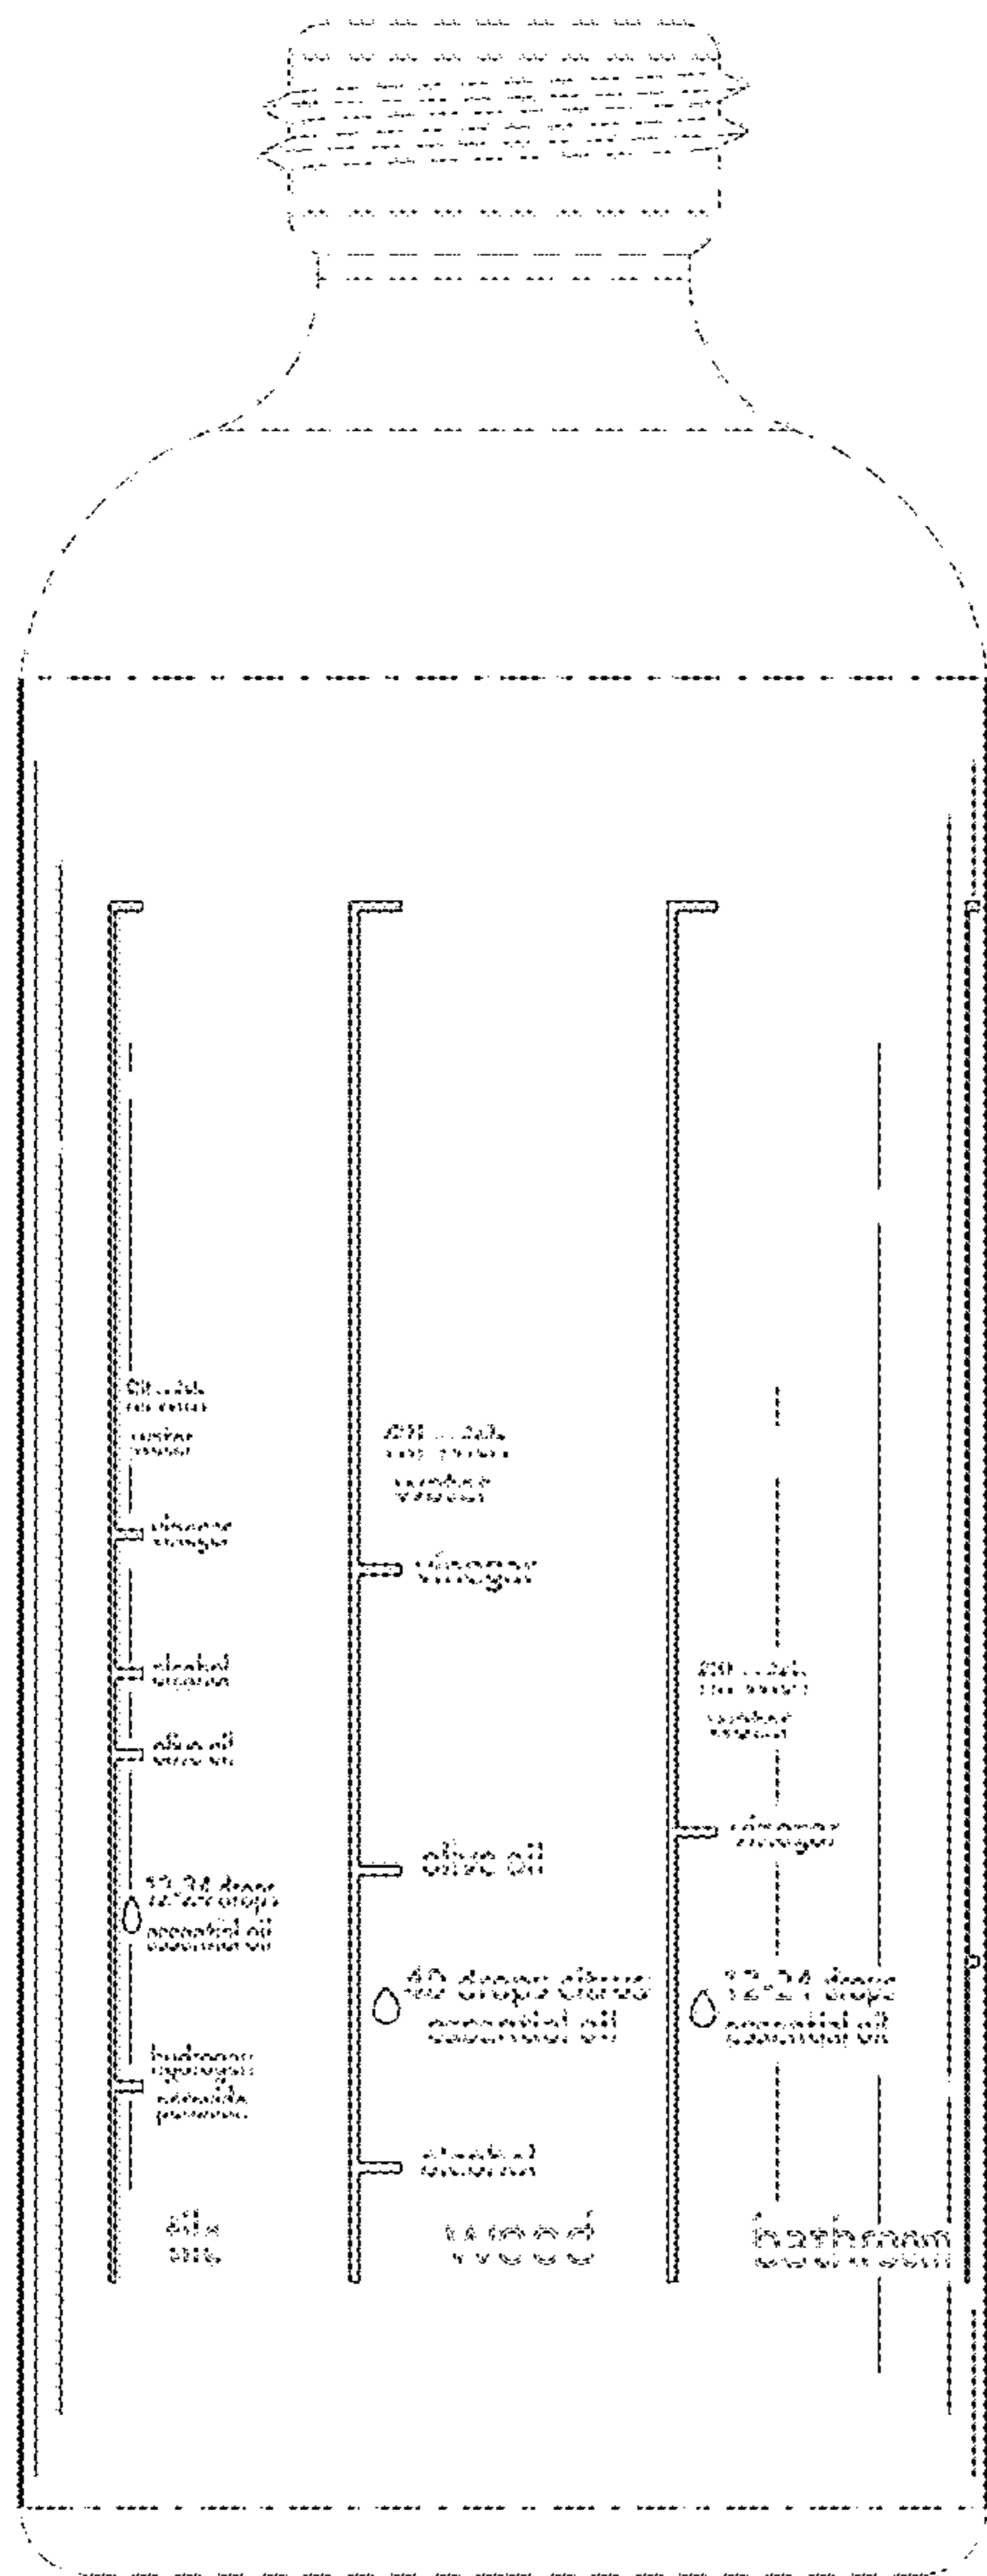 water
vinegar
alcohol
olive oil
12-24 drops
essential oil
hydrogen
peroxide
water
vinegar
olive oil
40 drops citrus
essential oil
alcohol
wood
water
vinegar
12-24 drops
essential oil
bathroom